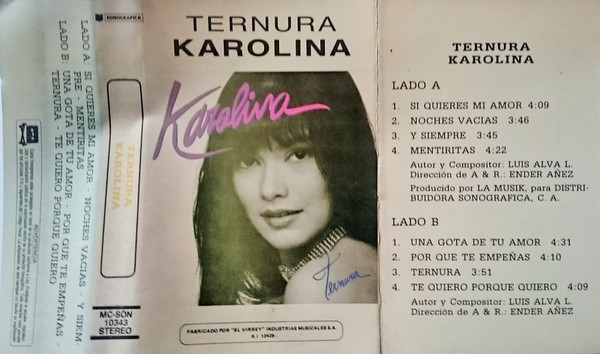 SONOGRAFICA
LADO A: SI QUIERES MI AMOR - NOCHES VACIAS - Y SIEM-
PRE - MENTIRITAS
LADO B: UNA GOTA DE TU AMOR - POR QUE TE EMPEÑAS -
TERNURA - TE QUIERO PORQUE QUIERO
ADVERTENCIA
TERNURA
KAROLINA
MC-SON
10343
STEREO
TERNURA
KAROLINA
Karolina
Ternura
FABRICADO POR "EL VIRREY" INDUSTRIAS MUSICALES S.A.
TERNURA
KAROLINA
LADO A
1. SI QUIERES MI AMOR 4:09
2. NOCHES VACIAS 3:46
3. Y SIEMPRE 3:45
4. MENTIRITAS 4:22
Autor y Compositor: LUIS ALVA L.
Dirección de A & R.: ENDER AÑEZ
Producido por LA MUSIK, para DISTRI-
BUIDORA SONOGRAFICA, C. A.
LADO B
1. UNA GOTA DE TU AMOR 4:31
2. POR QUE TE EMPEÑAS 4:10
3. TERNURA 3:51
4. TE QUIERO PORQUE QUIERO 4:09
Autor y Compositor: LUIS ALVA L.
Dirección de A & R.: ENDER AÑEZ